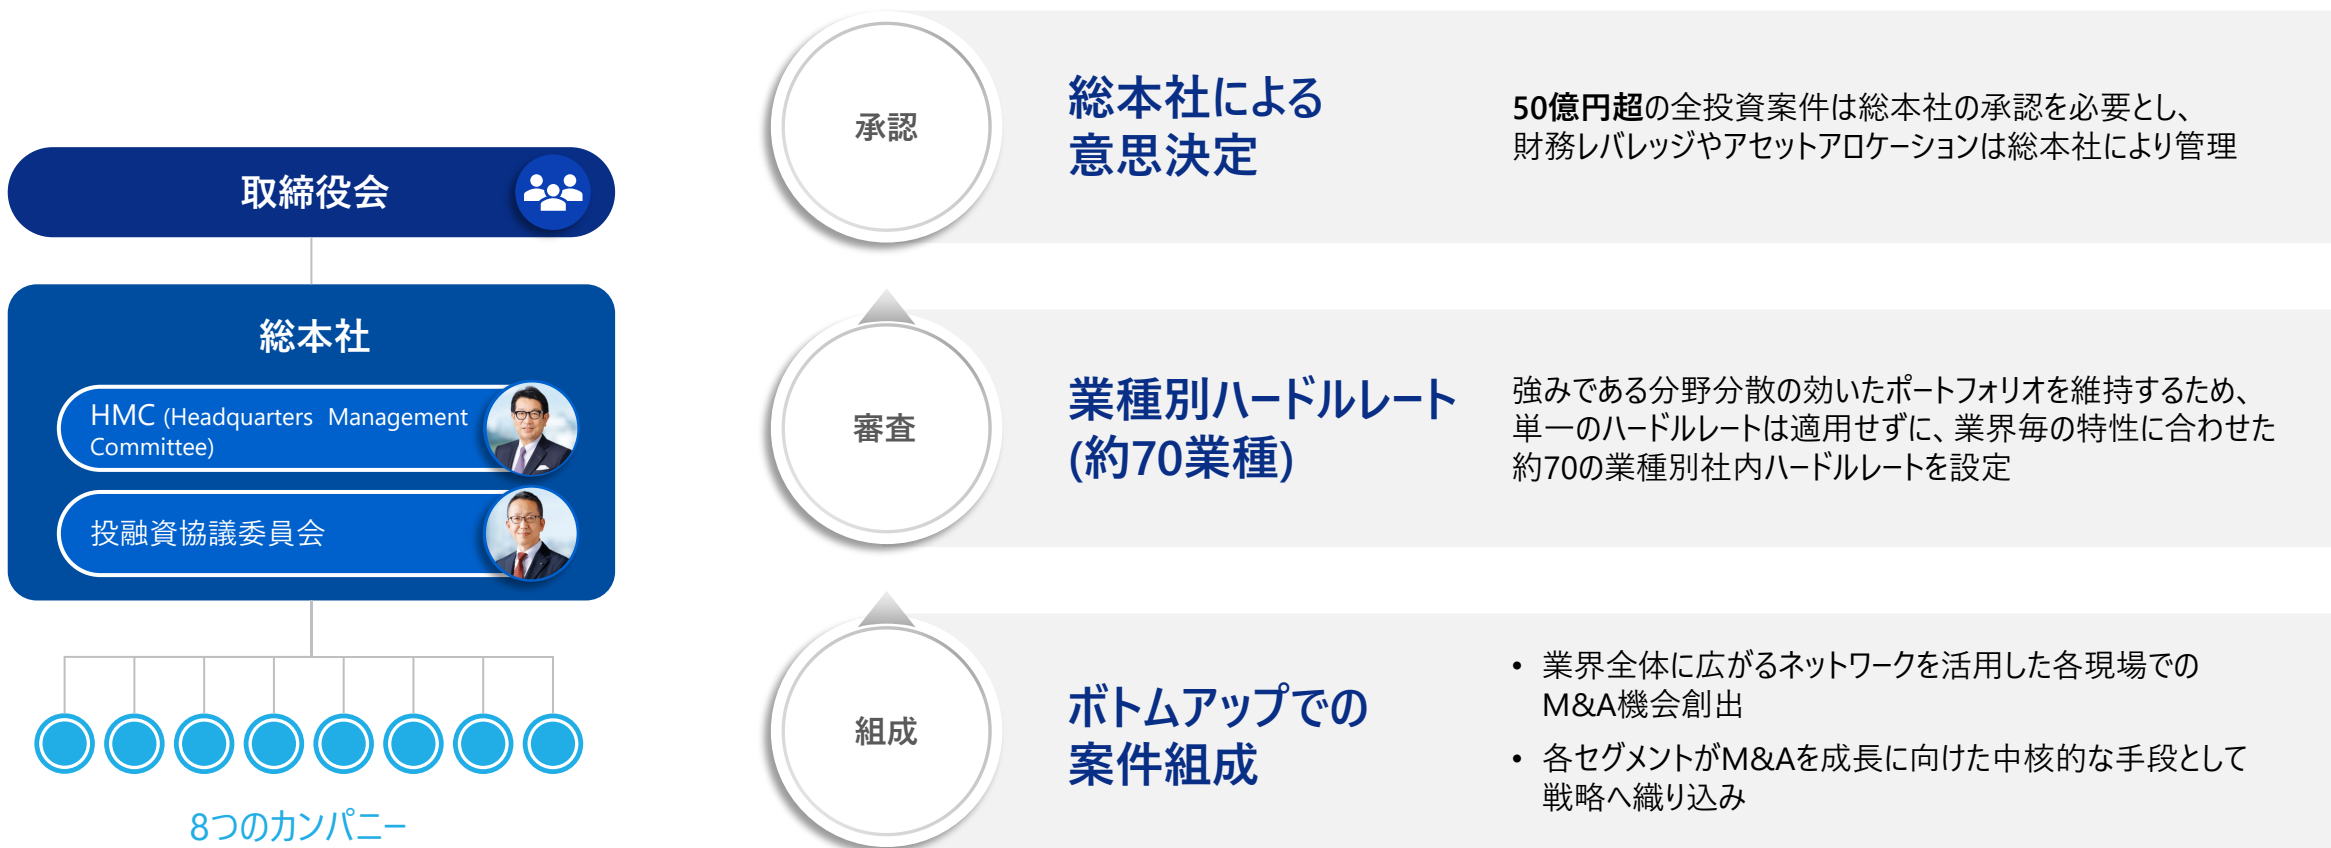 取締役会
総本社
HMC (Headquarters Management
Committee)
投融資協議委員会
8つのカンパニー
承認
総本社による
意思決定
50億円超の全投資案件は総本社の承認を必要とし、
財務レバレッジやアセットアロケーションは総本社により管理
審査
業種別ハードルレート
(約70業種)
強みである分野分散の効いたポートフォリオを維持するため、
単一のハードルレートは適用せずに、業界毎の特性に合わせた
約70の業種別社内ハードルレートを設定
組成
ボトムアップでの
案件組成
• 業界全体に広がるネットワークを活用した各現場での
M&A機会創出
• 各セグメントがM&Aを成長に向けた中核的な手段として
戦略へ織り込み